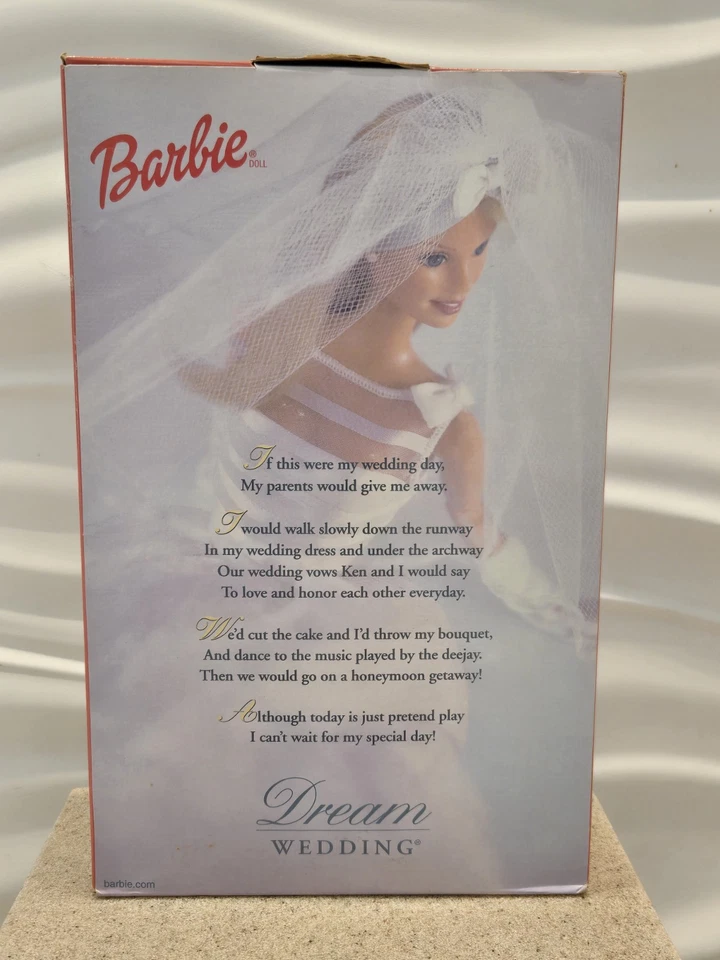 Barbie®
DOLL
If this were my wedding day,
My parents would give me away.
I would walk slowly down the runway
In my wedding dress and under the archway
Our wedding vows Ken and I would say
To love and honor each other everyday.
We'd cut the cake and I'd throw my bouquet,
And dance to the music played by the deejay.
Then we would go on a honeymoon getaway!
Although today is just pretend play
I can't wait for my special day!
Dream
WEDDING®
barbie.com